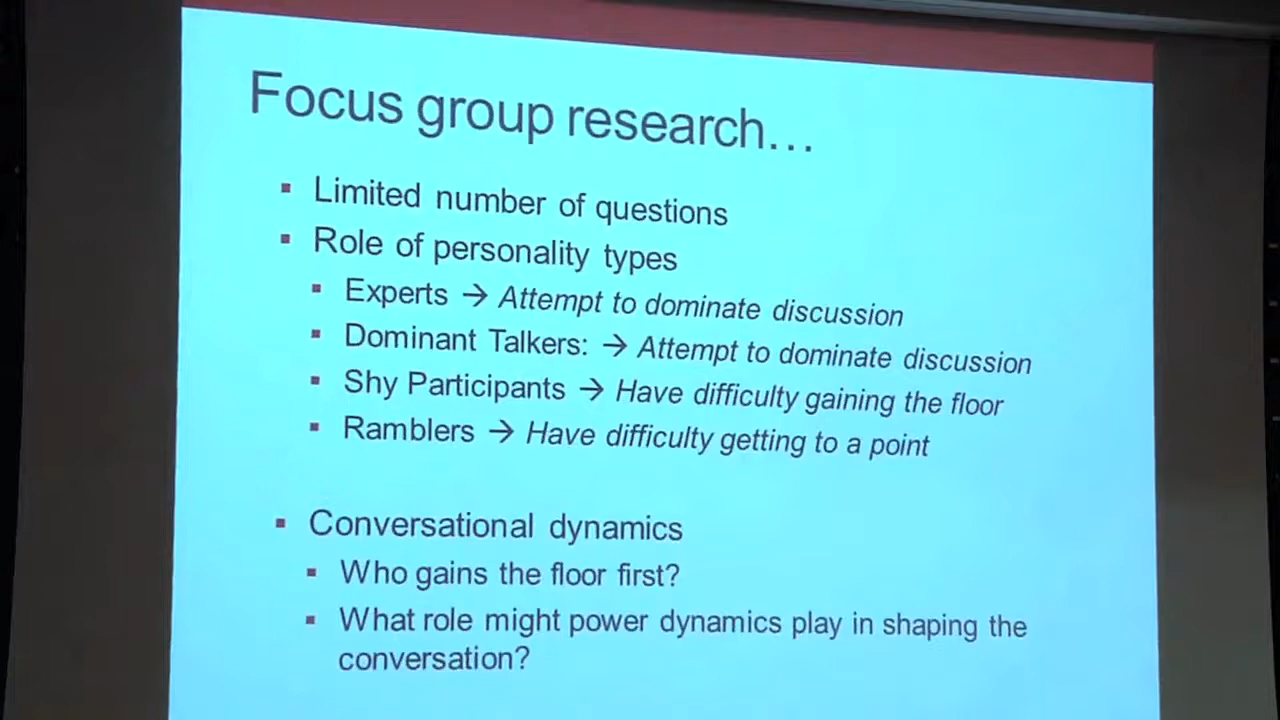 Focus group research...
▪ Limited number of questions
▪ Role of personality types
▪ Experts → Attempt to dominate discussion
▪ Dominant Talkers: → Attempt to dominate discussion
▪ Shy Participants → Have difficulty gaining the floor
▪ Ramblers → Have difficulty getting to a point
▪ Conversational dynamics
▪ Who gains the floor first?
▪ What role might power dynamics play in shaping the
conversation?